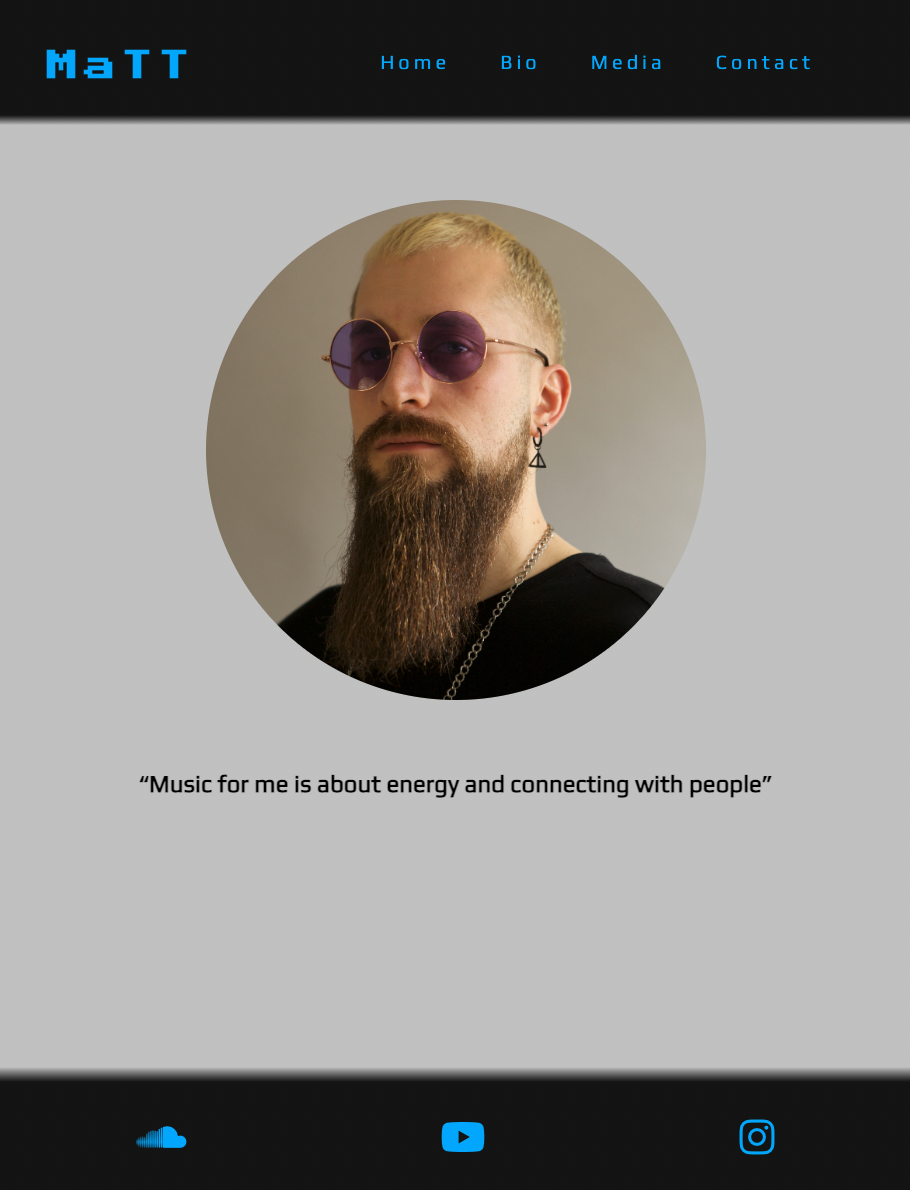 MaTT
Home Bio Media Contact
“Music for me is about energy and connecting with people”